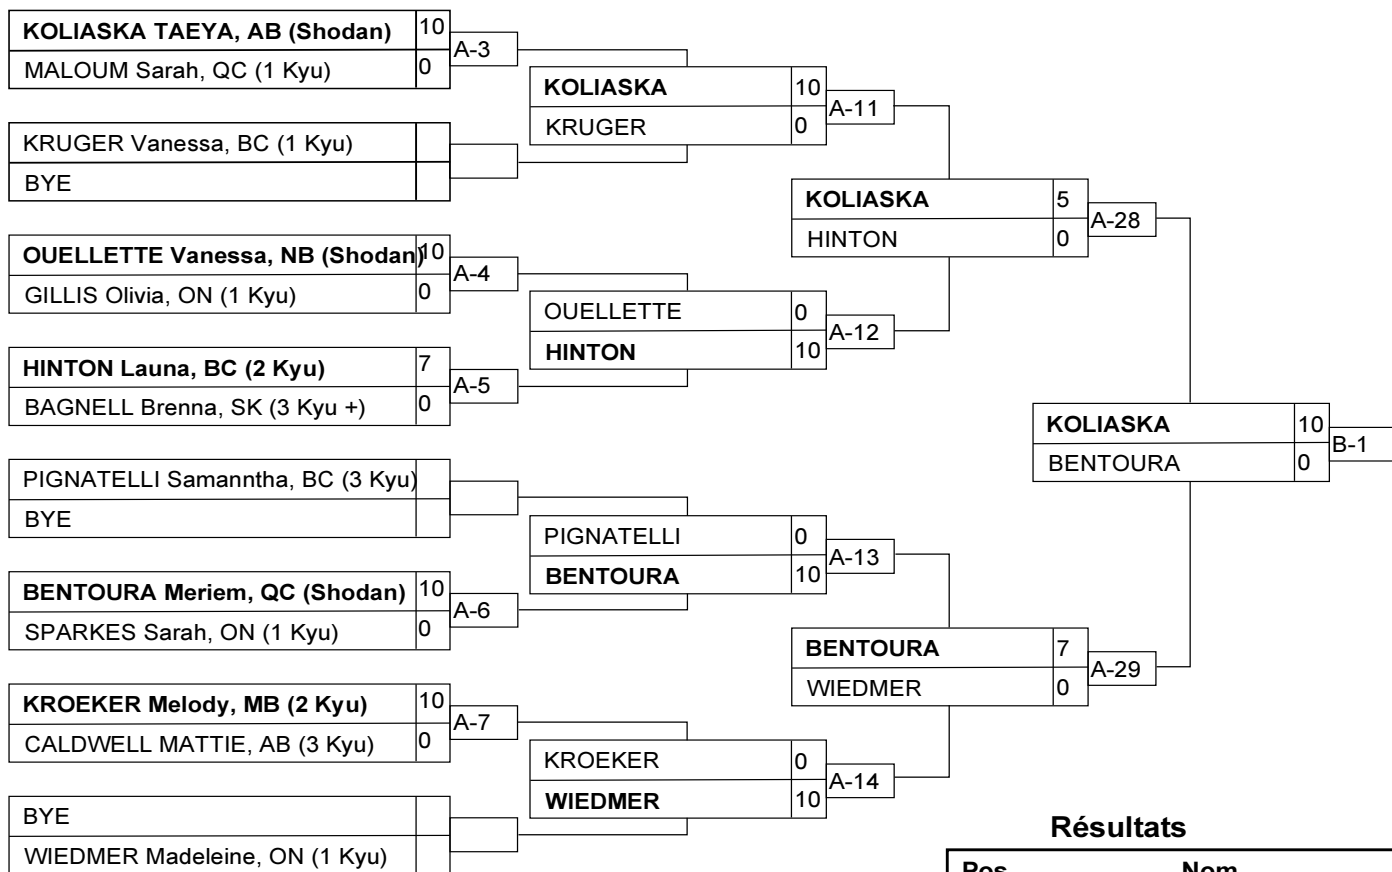 KOLIASKA TAEYA, AB (Shodan) 10
MALOUM Sarah, QC (1 Kyu) 0
A-3
KRUGER Vanessa, BC (1 Kyu)
BYE
KOLIASKA 10
KRUGER 0
A-11
OUELLETTE Vanessa, NB (Shodan) 10
GILLIS Olivia, ON (1 Kyu) 0
A-4
HINTON Launa, BC (2 Kyu) 7
BAGNELL Brenna, SK (3 Kyu +) 0
A-5
OUELLETTE 0
HINTON 10
A-12
KOLIASKA 5
HINTON 0
A-28
PIGNATELLI Samanntha, BC (3 Kyu)
BYE
BENTOURA Meriem, QC (Shodan) 10
SPARKES Sarah, ON (1 Kyu) 0
A-6
PIGNATELLI 0
BENTOURA 10
A-13
KROEKER Melody, MB (2 Kyu) 10
CALDWELL MATTIE, AB (3 Kyu) 0
A-7
BYE
WIEDMER Madeleine, ON (1 Kyu)
KROEKER 0
WIEDMER 10
A-14
BENTOURA 7
WIEDMER 0
A-29
KOLIASKA 10
BENTOURA 0
B-1
Résultats
Pos Nom